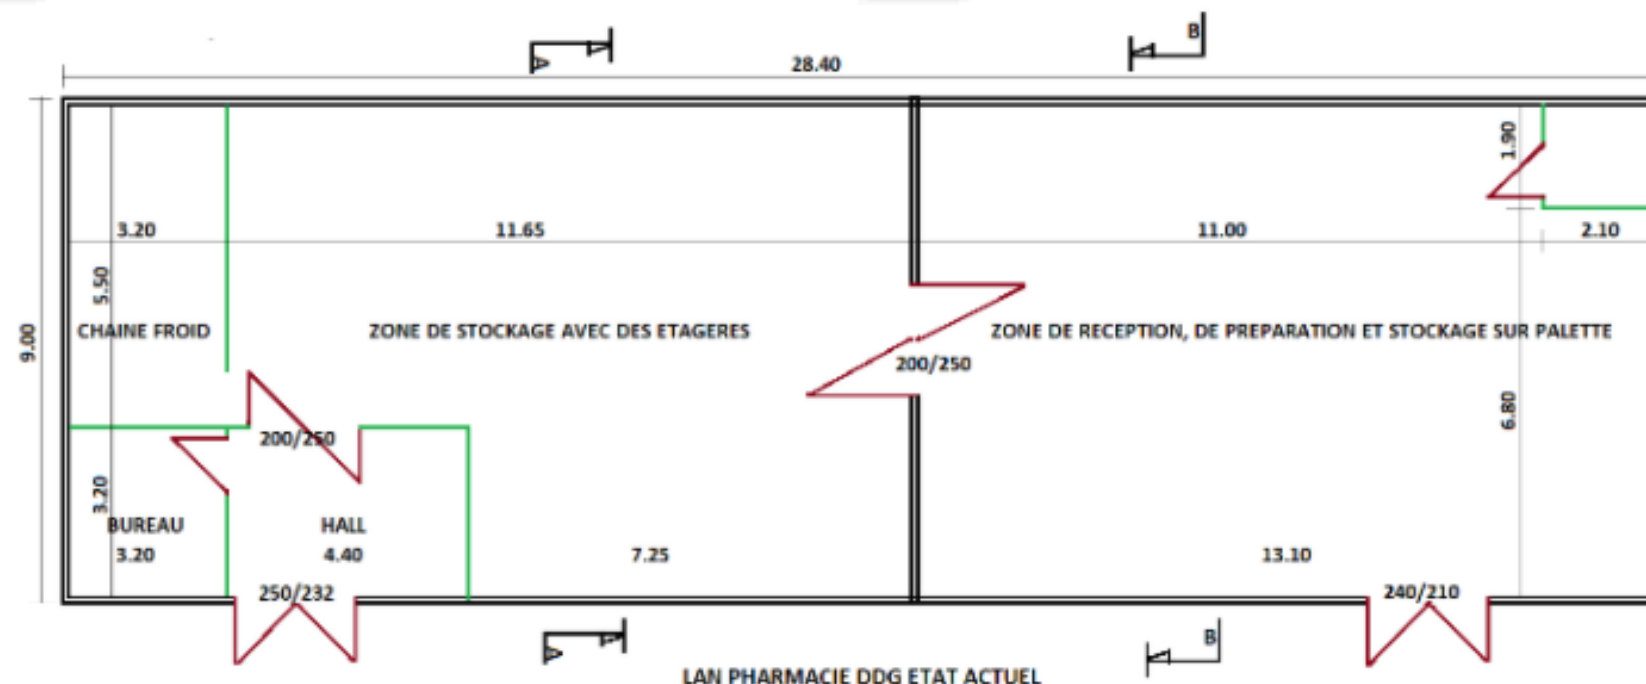 B
A
28.40
1.90
3.20
11.65
11.00
2.10
5.50
9.00
CHAINE FROID
ZONE DE STOCKAGE AVEC DES ETAGERES
ZONE DE RECEPTION, DE PREPARATION ET STOCKAGE SUR PALETTE
200/250
6.80
200/250
3.20
BUREAU
HALL
3.20
4.40
7.25
13.10
250/232
240/210
B
A
LAN PHARMACIE DDG ETAT ACTUEL